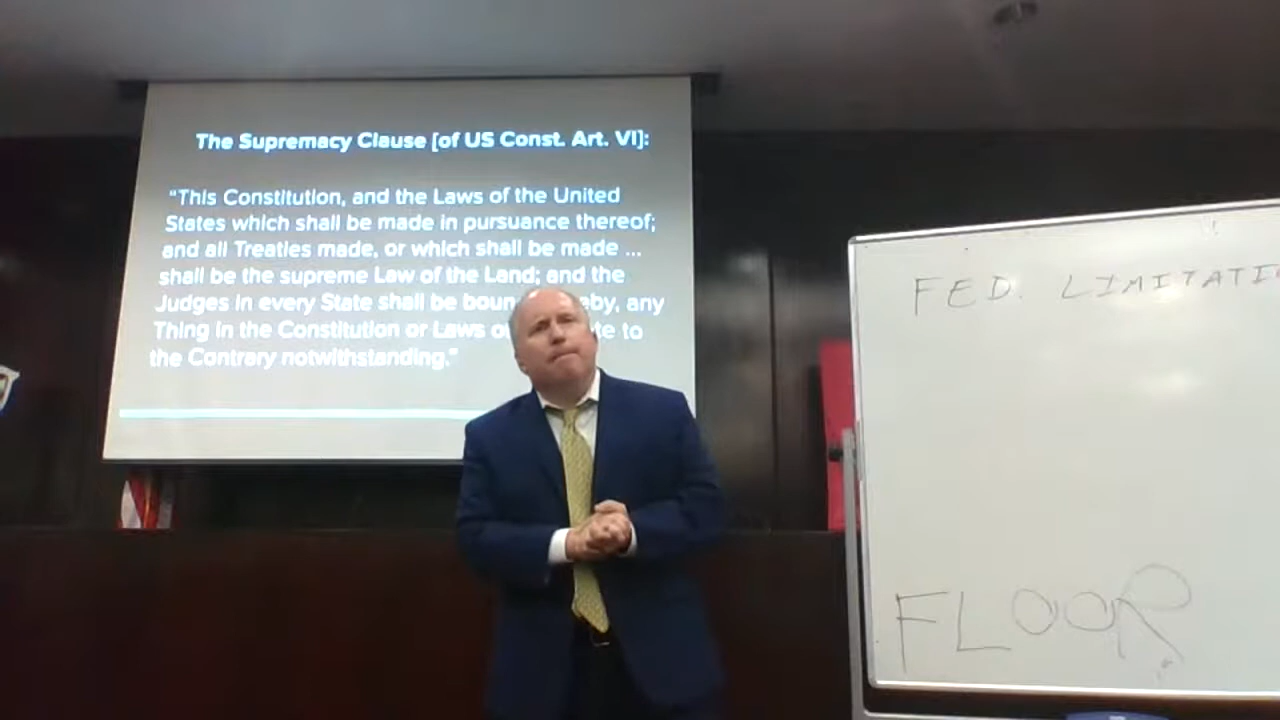 The Supremacy Clause [of US Const. Art. VI]:
"This Constitution, and the Laws of the United
States which shall be made in pursuance thereof;
and all Treaties made, or which shall be made ...
shall be the supreme Law of the Land; and the
Judges in every State shall be boun eby, any
Thing in the Constitution or Laws o te to
the Contrary notwithstanding."
FED. LIMITATI
FLOOR